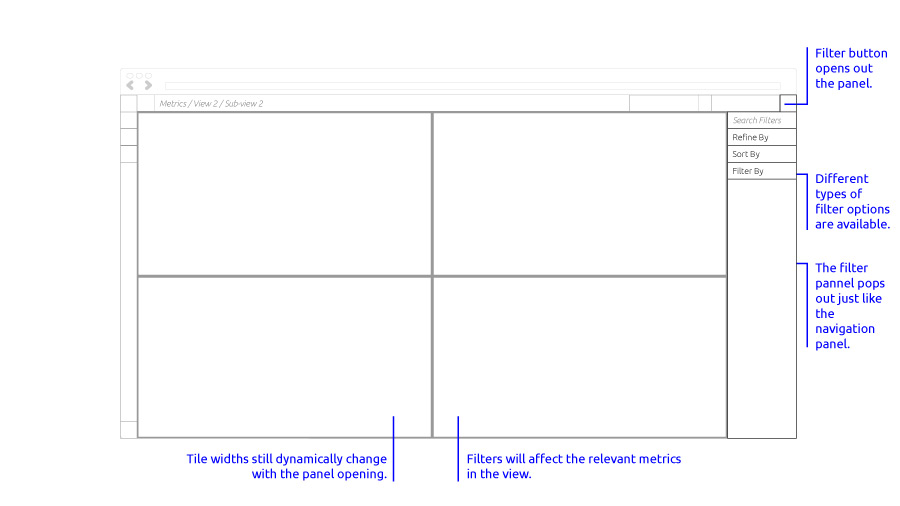 Filter button
opens out
the panel.
Metrics / View 2 / Sub-view 2
Search Filters
Refine By
Sort By
Filter By
Different
types of
filter options
are available.
The filter
pannel pops
out just like
the
navigation
panel.
Tile widths still dynamically change
with the panel opening.
Filters will affect the relevant metrics
in the view.